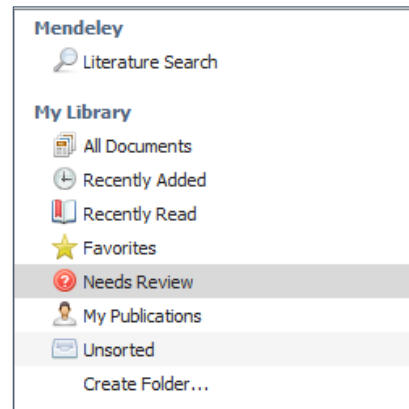 Mendeley
Literature Search
My Library
All Documents
Recently Added
Recently Read
Favorites
Needs Review
My Publications
Unsorted
Create Folder...